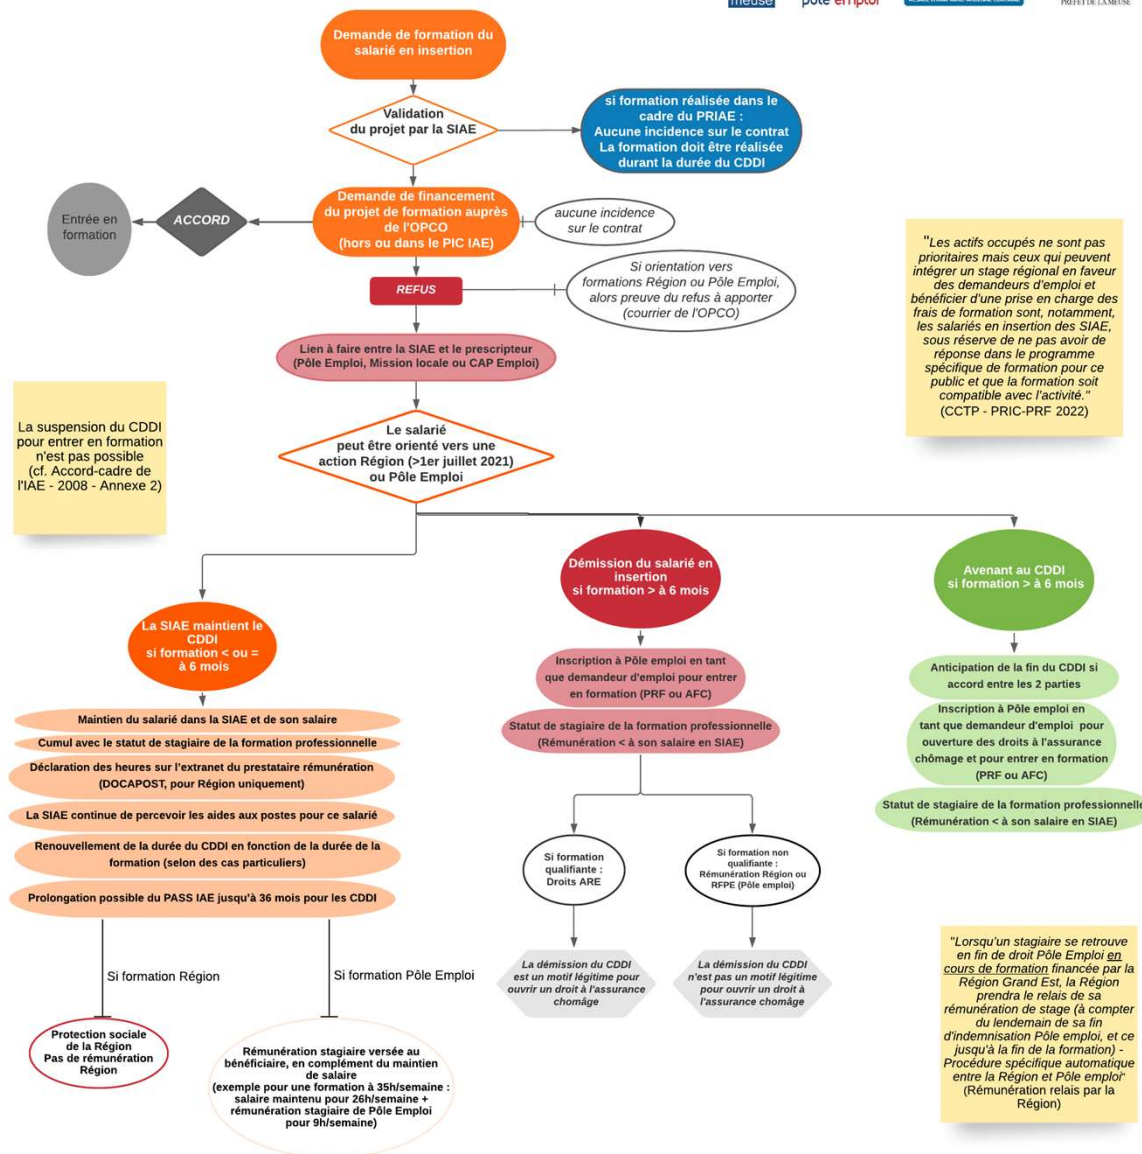 meuse
pôle emploi
PRÉFET DE LA MEUSE
Demande de formation du
salarié en insertion
Validation
du projet par la SIAE
si formation réalisée dans le
cadre du PRIAE :
Aucune incidence sur le contrat
La formation doit être réalisée
durant la durée du CDDI
Entrée en
formation
ACCORD
Demande de financement
du projet de formation auprès
de l'OPCO
(hors ou dans le PIC IAE)
aucune incidence
sur le contrat
REFUS
Si orientation vers
formations Région ou Pôle Emploi,
alors preuve du refus à apporter
(courrier de l'OPCO)
"Les actifs occupés ne sont pas
prioritaires mais ceux qui peuvent
intégrer un stage régional en faveur
des demandeurs d'emploi et
bénéficier d'une prise en charge des
frais de formation sont, notamment,
les salariés en insertion des SIAE,
sous réserve de ne pas avoir de
réponse dans le programme
spécifique de formation pour ce
public et que la formation soit
compatible avec l'activité."
(CCTP - PRIC-PRF 2022)
Lien à faire entre la SIAE et le prescripteur
(Pôle Emploi, Mission locale ou CAP Emploi)
La suspension du CDDI
pour entrer en formation
n'est pas possible
(cf. Accord-cadre de
l'IAE - 2008 - Annexe 2)
Le salarié
peut être orienté vers une
action Région (>1er juillet 2021)
ou Pôle Emploi
La SIAE maintient le
CDDI
si formation < ou =
à 6 mois
Maintien du salarié dans la SIAE et de son salaire
Cumul avec le statut de stagiaire de la formation professionnelle
Déclaration des heures sur l'extranet du prestataire rémunération
(DOCAPOST, pour Région uniquement)
La SIAE continue de percevoir les aides aux postes pour ce salarié
Renouvellement de la durée du CDDI en fonction de la durée de la
formation (selon des cas particuliers)
Prolongation possible du PASS IAE jusqu'à 36 mois pour les CDDI
Si formation Région
Si formation Pôle Emploi
Protection sociale
de la Région
Pas de rémunération
Région
Rémunération stagiaire versée au
bénéficiaire, en complément du maintien
de salaire
(exemple pour une formation à 35h/semaine :
salaire maintenu pour 26h/semaine +
rémunération stagiaire de Pôle Emploi
pour 9h/semaine)
Démission du salarié en
insertion
si formation > à 6 mois
Inscription à Pôle emploi en tant
que demandeur d'emploi pour entrer
en formation (PRF ou AFC)
Statut de stagiaire de la formation professionnelle
(Rémunération < à son salaire en SIAE)
Si formation
qualifiante :
Droits ARE
Si formation non
qualifiante :
Rémunération Région ou
RFPE (Pôle emploi)
La démission du CDDI
est un motif légitime pour
ouvrir un droit à l'assurance
chomâge
La démission du CDDI
n'est pas un motif légitime
pour ouvrir un droit à
l'assurance chomâge
Avenant au CDDI
si formation > à 6 mois
Anticipation de la fin du CDDI si
accord entre les 2 parties
Inscription à Pôle emploi en
tant que demandeur d'emploi pour
ouverture des droits à l'assurance
chômage et pour entrer en formation
(PRF ou AFC)
Statut de stagiaire de la formation professionnelle
(Rémunération < à son salaire en SIAE)
"Lorsqu'un stagiaire se retrouve
en fin de droit Pôle Emploi en
cours de formation financée par la
Région Grand Est, la Région
prendra le relais de sa
rémunération de stage (à compter
du lendemain de sa fin
d'indemnisation Pôle emploi, et ce
jusqu'à la fin de la formation) -
Procédure spécifique automatique
entre la Région et Pôle emploi"
(Rémunération relais par la
Région)